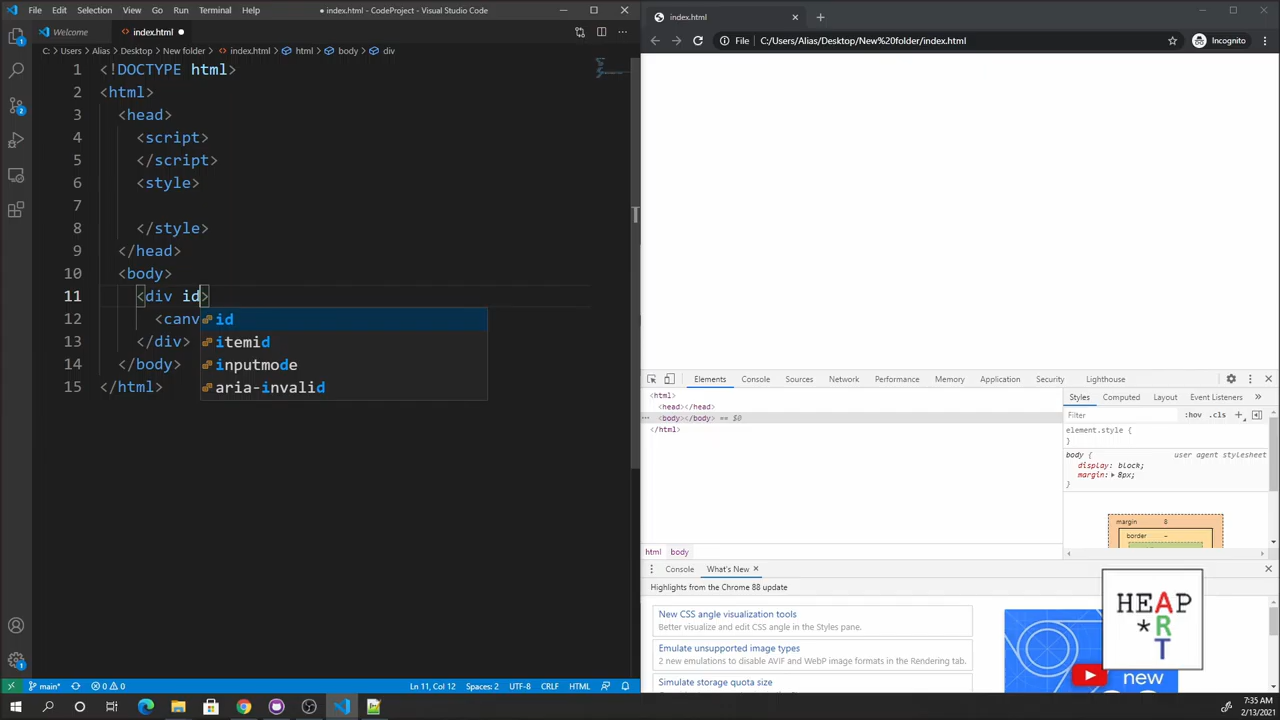 File Edit Selection View Go Run Terminal Help ● index.html - CodeProject - Visual Studio Code
Welcome
index.html ●
C: > Users > Alias > Desktop > New folder > index.html > html > body > div
1 <!DOCTYPE html>
2 <html>
3 <head>
4 <script>
5 </script>
6 <style>
7
8 </style>
9 </head>
10 <body>
11 <div id>
12 <canv
13 </div>
14 </body>
15 </html>
id
itemid
inputmode
aria-invalid
main*
0 0
Ln 11, Col 12 Spaces: 2 UTF-8 CRLF HTML
index.html
File C:/Users/Alias/Desktop/New%20folder/index.html
Incognito
Elements Console Sources Network Performance Memory Application Security Lighthouse
<html>
<head></head>
<body></body> == $0
</html>
html body
Styles Computed Layout Event Listeners »
Filter :hov .cls +
element.style {
}
body { user agent stylesheet
display: block;
margin: 8px;
}
margin 8
border –
Console What's New
Highlights from the Chrome 88 update
New CSS angle visualization tools
Better visualize and edit CSS angle in the Styles pane.
Emulate unsupported image types
2 new emulations to disable AVIF and WebP image formats in the Rendering tab.
Simulate storage quota size
HEAP
*R
T
new
7:35 AM
2/13/2021